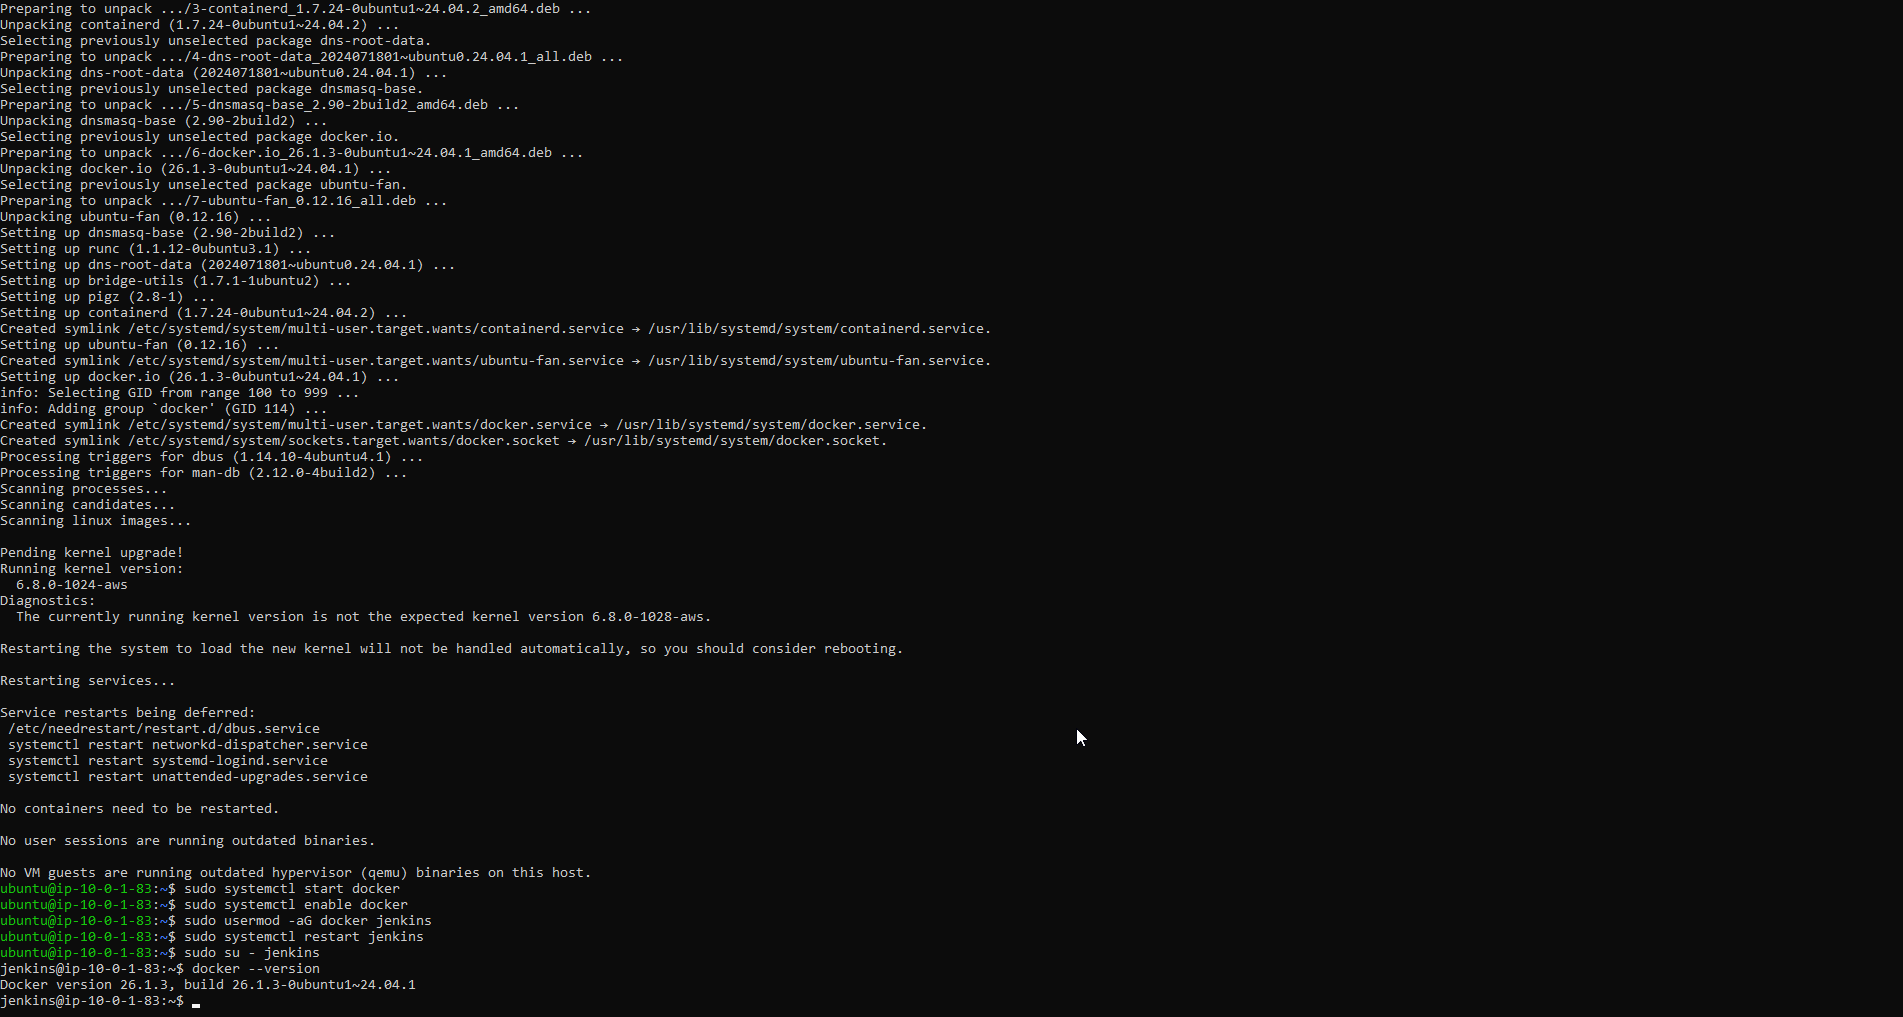 Preparing to unpack .../3-containerd_1.7.24-0ubuntu1~24.04.2_amd64.deb ...
Unpacking containerd (1.7.24-0ubuntu1~24.04.2) ...
Selecting previously unselected package dns-root-data.
Preparing to unpack .../4-dns-root-data_2024071801~ubuntu0.24.04.1_all.deb ...
Unpacking dns-root-data (2024071801~ubuntu0.24.04.1) ...
Selecting previously unselected package dnsmasq-base.
Preparing to unpack .../5-dnsmasq-base_2.90-2build2_amd64.deb ...
Unpacking dnsmasq-base (2.90-2build2) ...
Selecting previously unselected package docker.io.
Preparing to unpack .../6-docker.io_26.1.3-0ubuntu1~24.04.1_amd64.deb ...
Unpacking docker.io (26.1.3-0ubuntu1~24.04.1) ...
Selecting previously unselected package ubuntu-fan.
Preparing to unpack .../7-ubuntu-fan_0.12.16_all.deb ...
Unpacking ubuntu-fan (0.12.16) ...
Setting up dnsmasq-base (2.90-2build2) ...
Setting up runc (1.1.12-0ubuntu3.1) ...
Setting up dns-root-data (2024071801~ubuntu0.24.04.1) ...
Setting up bridge-utils (1.7.1-1ubuntu2) ...
Setting up pigz (2.8-1) ...
Setting up containerd (1.7.24-0ubuntu1~24.04.2) ...
Created symlink /etc/systemd/system/multi-user.target.wants/containerd.service → /usr/lib/systemd/system/containerd.service.
Setting up ubuntu-fan (0.12.16) ...
Created symlink /etc/systemd/system/multi-user.target.wants/ubuntu-fan.service → /usr/lib/systemd/system/ubuntu-fan.service.
Setting up docker.io (26.1.3-0ubuntu1~24.04.1) ...
info: Selecting GID from range 100 to 999 ...
info: Adding group `docker' (GID 114) ...
Created symlink /etc/systemd/system/multi-user.target.wants/docker.service → /usr/lib/systemd/system/docker.service.
Created symlink /etc/systemd/system/sockets.target.wants/docker.socket → /usr/lib/systemd/system/docker.socket.
Processing triggers for dbus (1.14.10-4ubuntu4.1) ...
Processing triggers for man-db (2.12.0-4build2) ...
Scanning processes...
Scanning candidates...
Scanning linux images...
Pending kernel upgrade!
Running kernel version:
  6.8.0-1024-aws
Diagnostics:
  The currently running kernel version is not the expected kernel version 6.8.0-1028-aws.
Restarting the system to load the new kernel will not be handled automatically, so you should consider rebooting.
Restarting services...
Service restarts being deferred:
 /etc/needrestart/restart.d/dbus.service
 systemctl restart networkd-dispatcher.service
 systemctl restart systemd-logind.service
 systemctl restart unattended-upgrades.service
No containers need to be restarted.
No user sessions are running outdated binaries.
No VM guests are running outdated hypervisor (qemu) binaries on this host.
ubuntu@ip-10-0-1-83:~$ sudo systemctl start docker
ubuntu@ip-10-0-1-83:~$ sudo systemctl enable docker
ubuntu@ip-10-0-1-83:~$ sudo usermod -aG docker jenkins
ubuntu@ip-10-0-1-83:~$ sudo systemctl restart jenkins
ubuntu@ip-10-0-1-83:~$ sudo su - jenkins
jenkins@ip-10-0-1-83:~$ docker --version
Docker version 26.1.3, build 26.1.3-0ubuntu1~24.04.1
jenkins@ip-10-0-1-83:~$